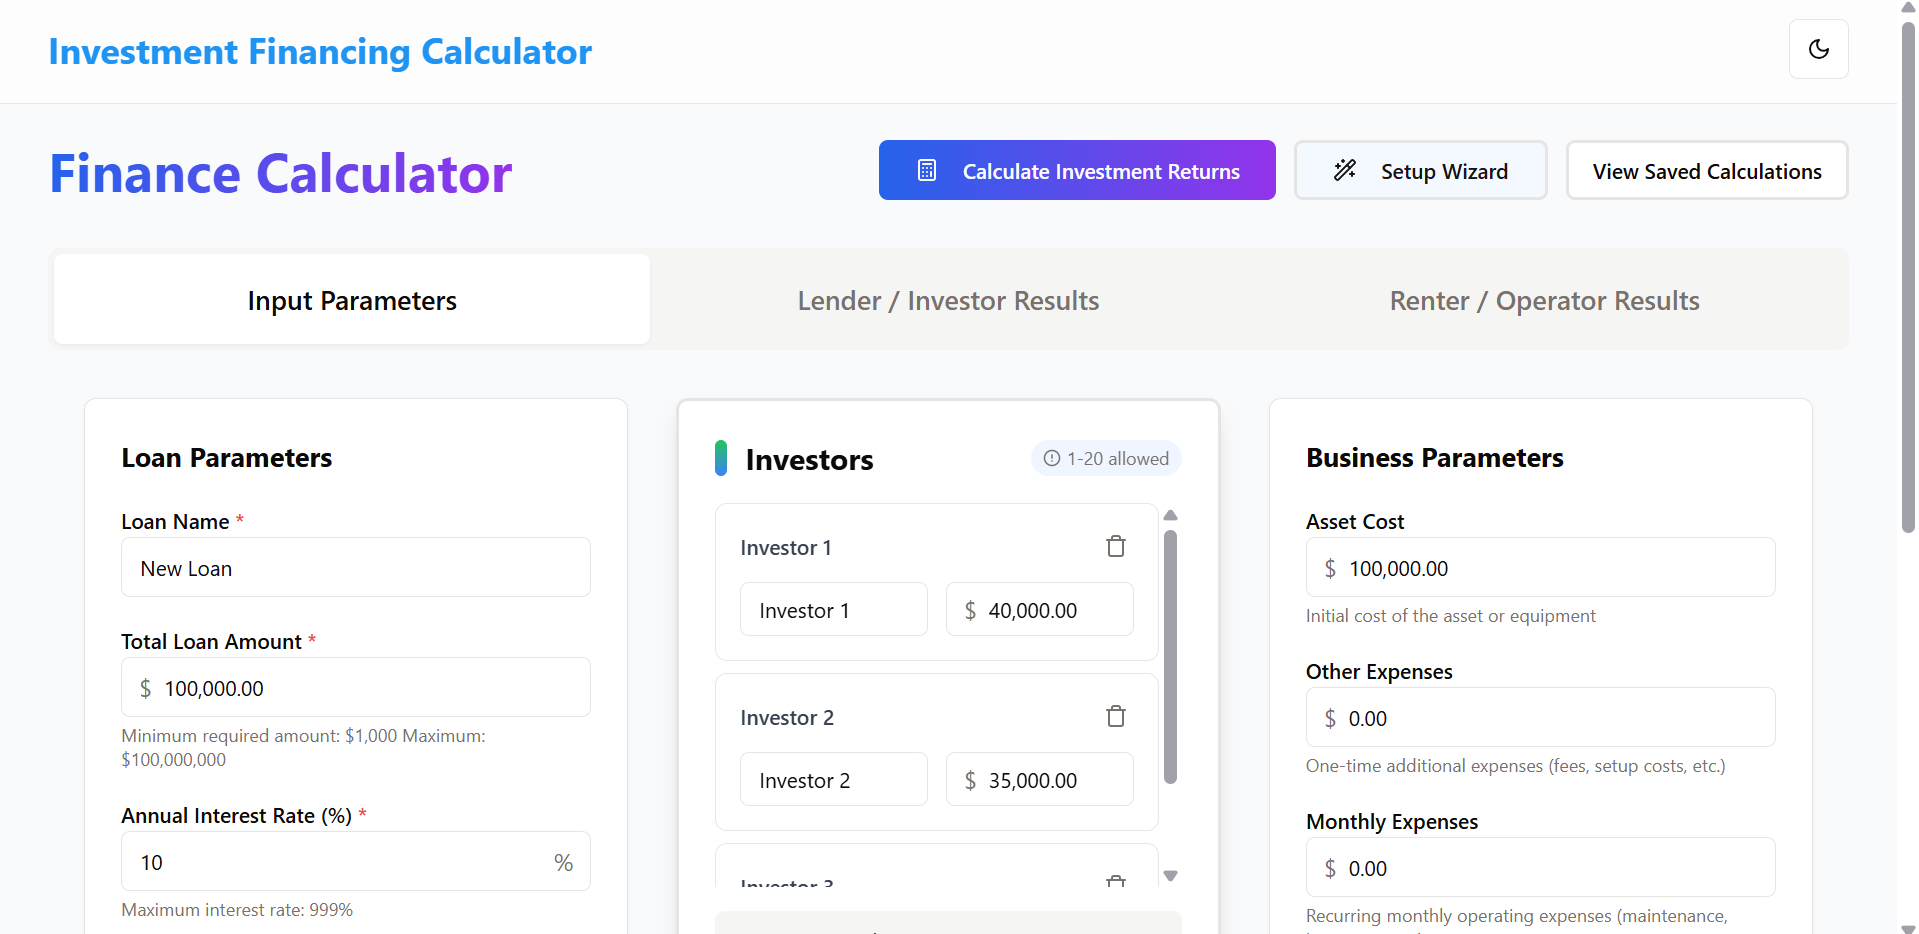 Investment Financing Calculator
Finance Calculator
Calculate Investment Returns
Setup Wizard
View Saved Calculations
Input Parameters
Lender / Investor Results
Renter / Operator Results
Loan Parameters
Loan Name *
New Loan
Total Loan Amount *
$ 100,000.00
Minimum required amount: $1,000 Maximum:
$100,000,000
Annual Interest Rate (%) *
10 %
Maximum interest rate: 999%
Investors
1-20 allowed
Investor 1
Investor 1
$ 40,000.00
Investor 2
Investor 2
$ 35,000.00
Investor 3
Business Parameters
Asset Cost
$ 100,000.00
Initial cost of the asset or equipment
Other Expenses
$ 0.00
One-time additional expenses (fees, setup costs, etc.)
Monthly Expenses
$ 0.00
Recurring monthly operating expenses (maintenance,